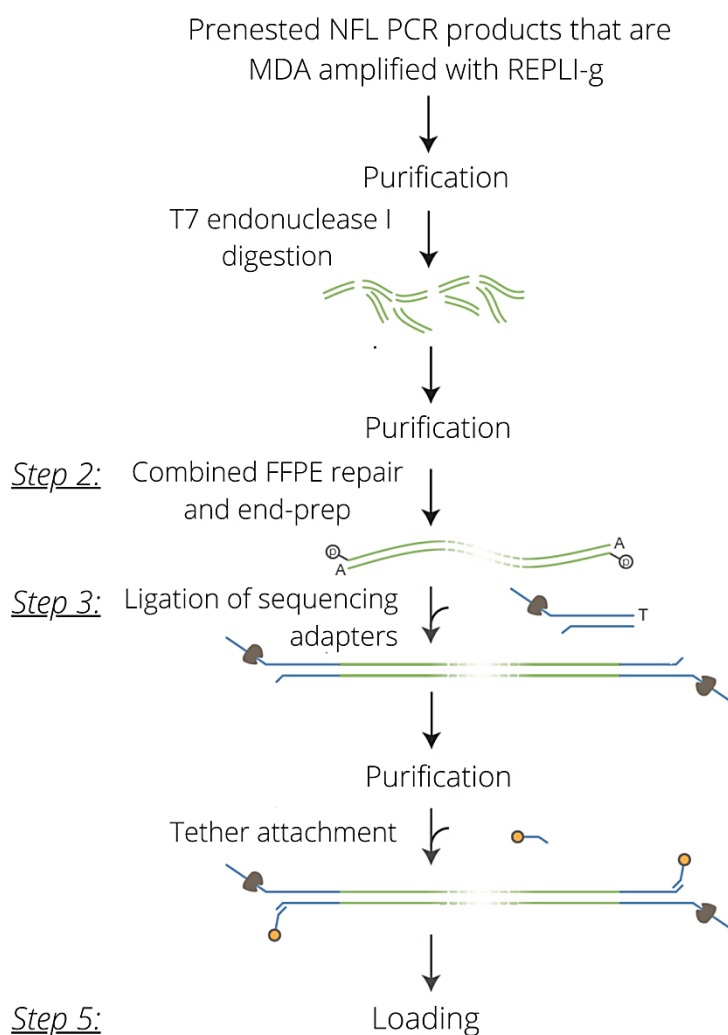 Prenested NFL PCR products that are
MDA amplified with REPLI-g
Purification
T7 endonuclease I
digestion
Purification
Step 2: Combined FFPE repair
and end-prep
p
A
A
p
Step 3: Ligation of sequencing
adapters
T
Purification
Tether attachment
Step 5: Loading